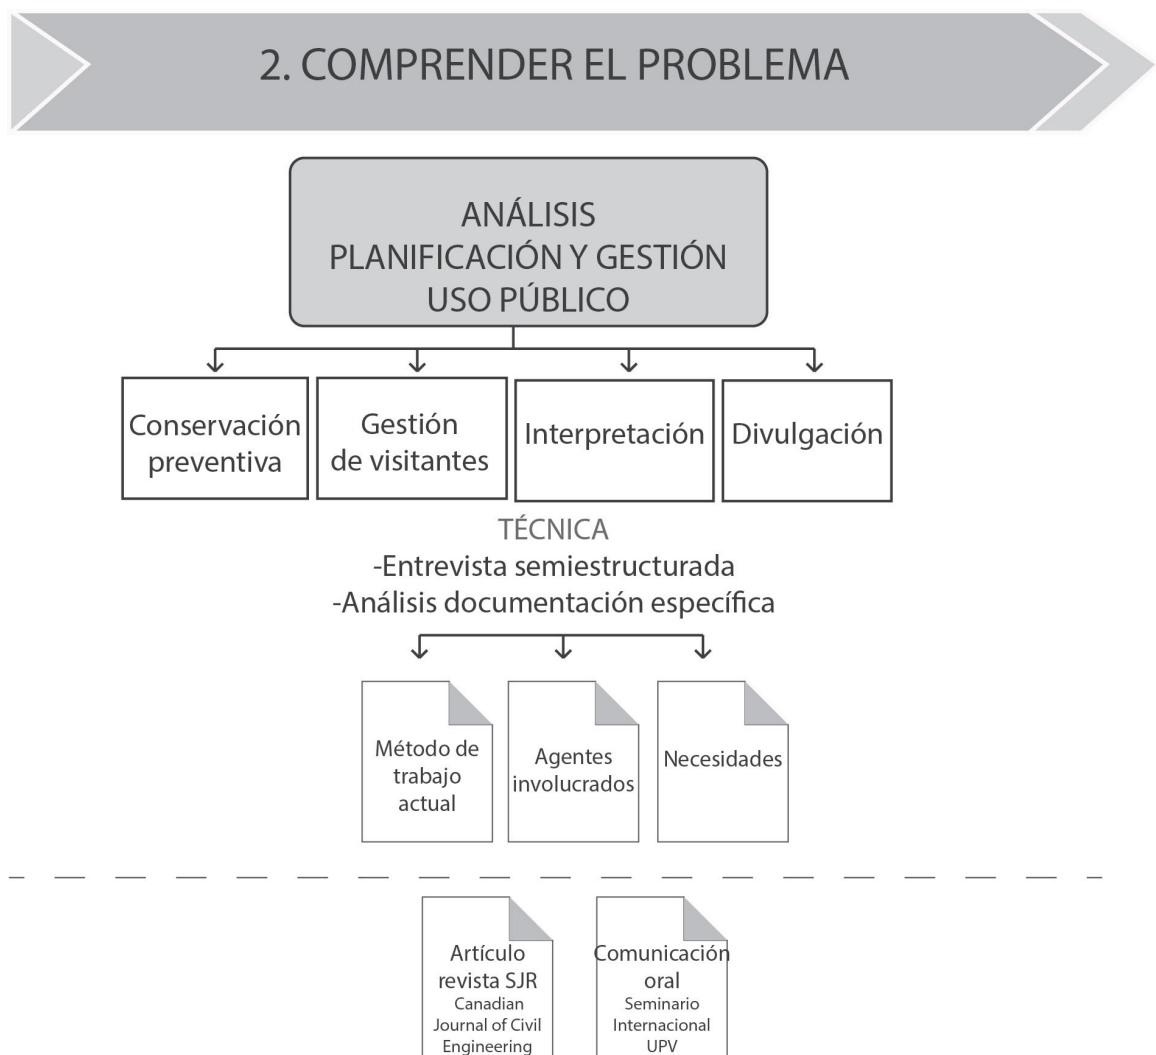 2. COMPRENDER EL PROBLEMA
ANÁLISIS
PLANIFICACIÓN Y GESTIÓN
USO PÚBLICO
Conservación
preventiva
Gestión
de visitantes
Interpretación
Divulgación
TÉCNICA
-Entrevista semiestructurada
-Análisis documentación específica
Método de
trabajo
actual
Agentes
involucrados
Necesidades
Artículo
revista SJR
Canadian
Journal of Civil
Engineering
Comunicación
oral
Seminario
Internacional
UPV